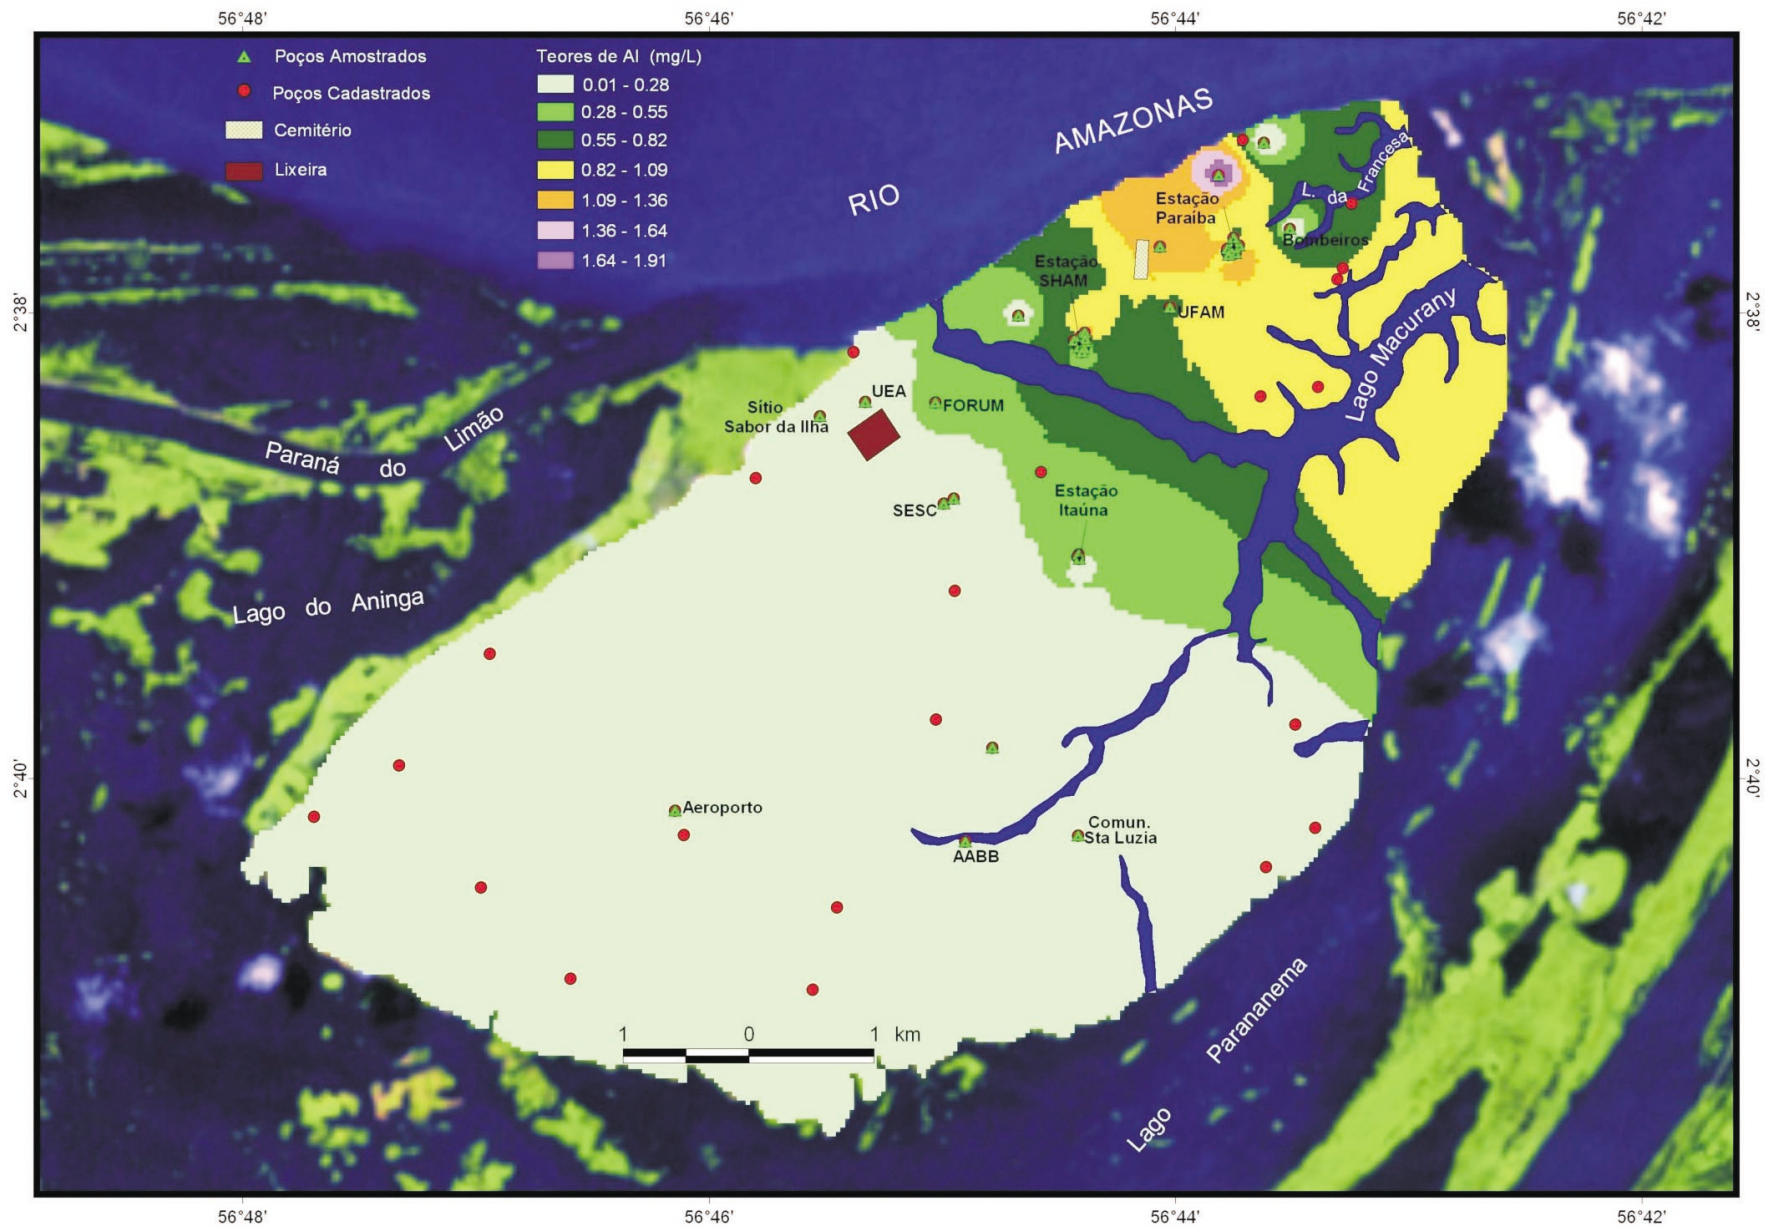 56°48'
56°46'
56°44'
56°42'
Poços Amostrados
Poços Cadastrados
Cemitério
Lixeira
Teores de Al (mg/L)
0.01 - 0.28
0.28 - 0.55
0.55 - 0.82
0.82 - 1.09
1.09 - 1.36
1.36 - 1.64
1.64 - 1.91
RIO AMAZONAS
L. da Francesa
Estação
Paraíba
Bombeiros
Estação
SHAM
UFAM
2°38'
2°38'
Lago Macurany
UEA
Sítio
Sabor da Ilha
FORUM
Paraná do Limão
SESC
Estação
Itaúna
Lago do Aninga
2°40'
2°40'
Aeroporto
Comun.
Sta Luzia
AABB
Lago Parananema
1 0 1 km
56°48'
56°46'
56°44'
56°42'